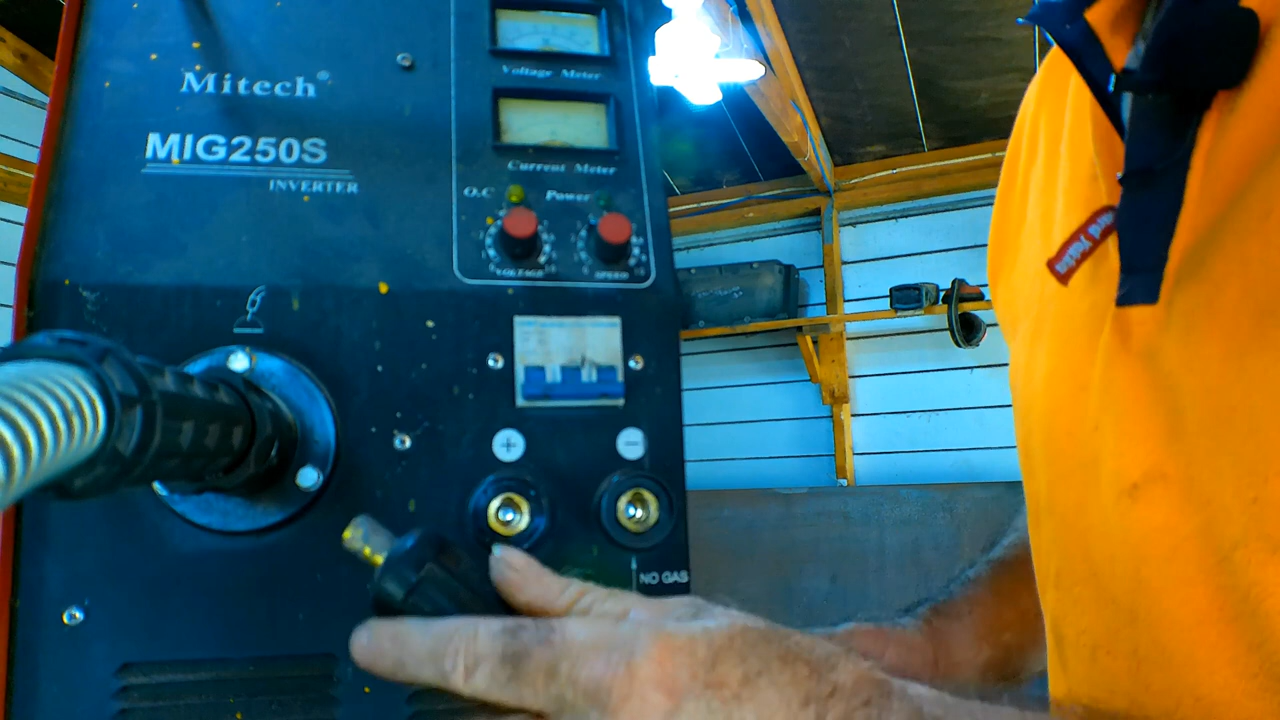 Mitech®
MIG250S
INVERTER
Voltage Meter
Current Meter
O.C
Power
VOLTAGE
SPEED
+
−
NO GAS